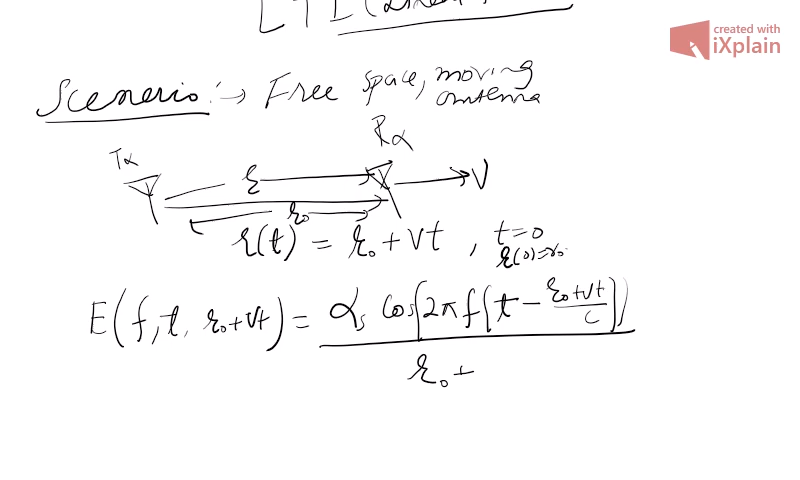 created with
iXplain
Scenerio :→ Free space, moving antenna
Tx
Rx
r
V
r₀
r(t) = r₀ + Vt , t=0
r(0)=r₀
E(f, t, r₀+Vt) = αₛ cos[2πf(t − (r₀+Vt)/c)]
r₀ +